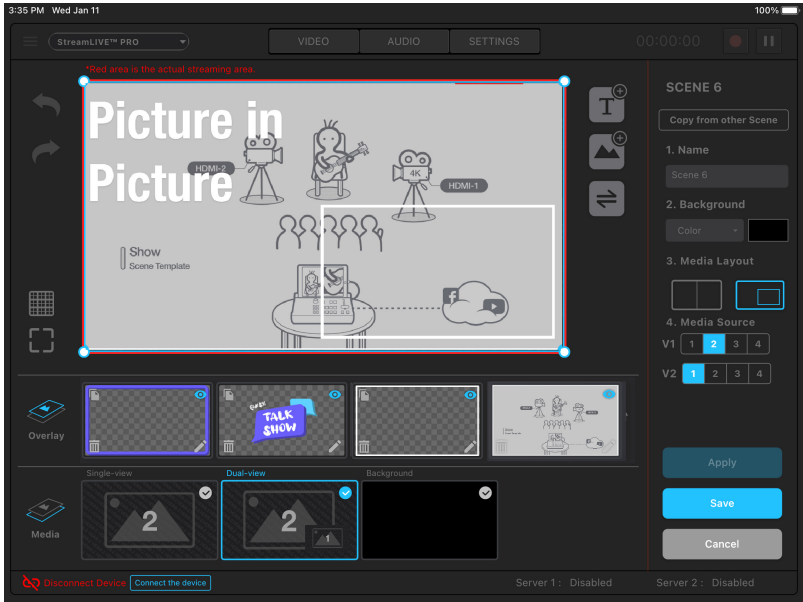 3:35 PM Wed Jan 11
100%
StreamLIVE™ PRO
VIDEO
AUDIO
SETTINGS
00:00:00
*Red area is the actual streaming area.
Picture in
Picture
HDMI-2
4K
HDMI-1
Show
Scene Template
T
SCENE 6
Copy from other Scene
1. Name
Scene 6
2. Background
Color
3. Media Layout
4. Media Source
V1 1 2 3 4
V2 1 2 3 4
Overlay
TALK
SHOW
Single-view
Dual-view
Background
Media
2
2
1
Apply
Save
Cancel
Disconnect Device
Connect the device
Server 1 : Disabled
Server 2 : Disabled